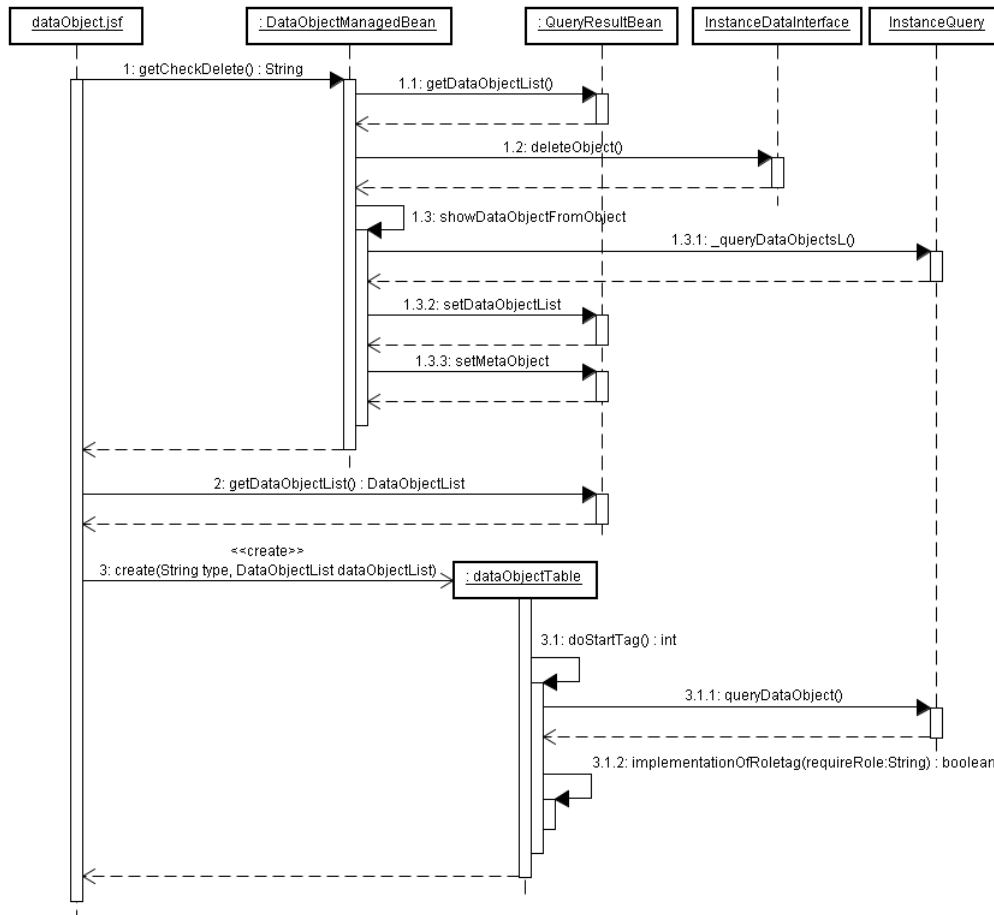 dataObject.jsf
: DataObjectManagedBean
: QueryResultBean
InstanceDataInterface
InstanceQuery
1: getCheckDelete() : String
1.1: getDataObjectList()
1.2: deleteObject()
1.3: showDataObjectFromObject
1.3.1: _queryDataObjectsL()
1.3.2: setDataObjectList
1.3.3: setMetaObject
2: getDataObjectList() : DataObjectList
<<create>>
3: create(String type, DataObjectList dataObjectList)
: dataObjectTable
3.1: doStartTag() : int
3.1.1: queryDataObject()
3.1.2: implementationOfRoletag(requireRole:String) : boolean